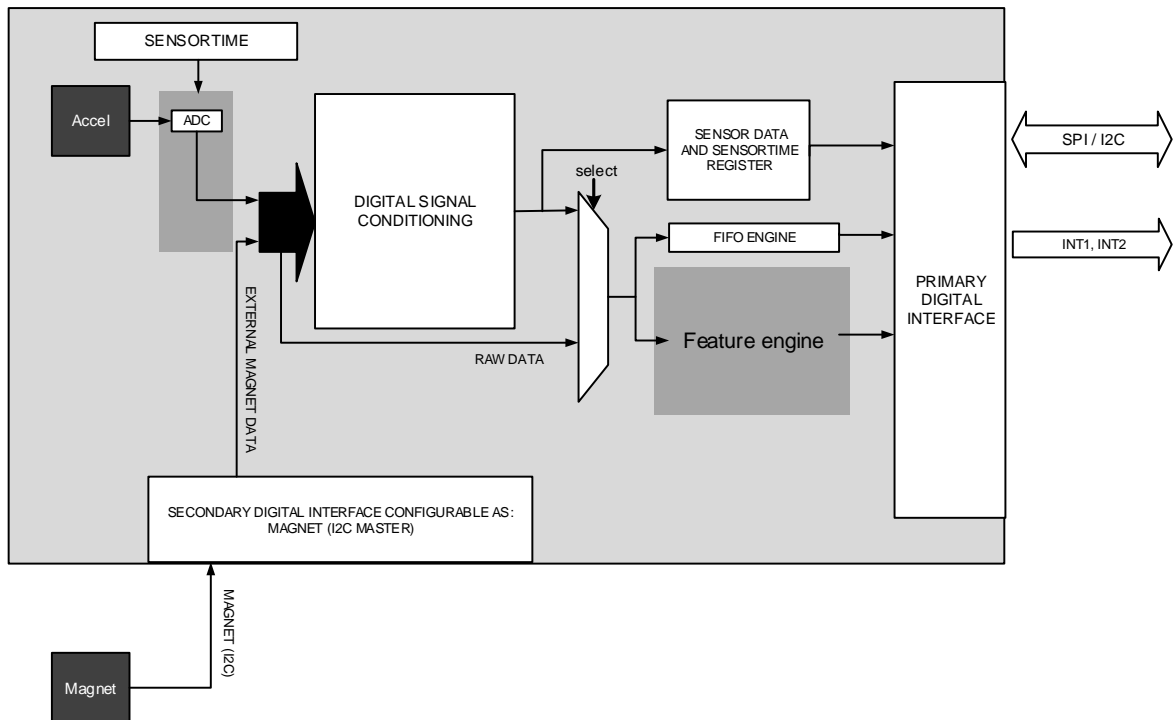 SENSORTIME
Accel
ADC
DIGITAL SIGNAL
CONDITIONING
SENSOR DATA
AND SENSORTIME
REGISTER
select
FIFO ENGINE
Feature engine
RAW DATA
PRIMARY
DIGITAL
INTERFACE
SPI / I2C
INT1, INT2
EXTERNAL MAGNET DATA
SECONDARY DIGITAL INTERFACE CONFIGURABLE AS:
MAGNET (I2C MASTER)
MAGNET (I2C)
Magnet